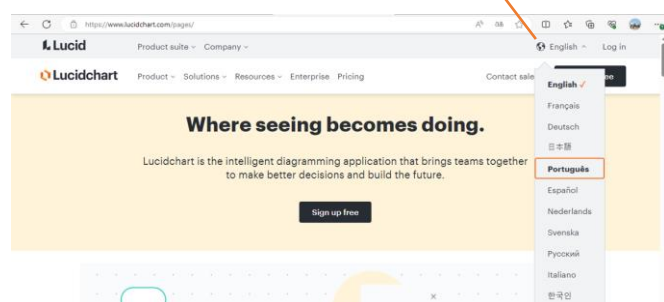 https://www.lucidchart.com/pages/
Lucid Product suite Company English Log in
Lucidchart Product Solutions Resources Enterprise Pricing Contact sale
English ✓
Français
Deutsch
日本語
Português
Español
Nederlands
Svenska
Русский
Italiano
한국인
Where seeing becomes doing.
Lucidchart is the intelligent diagramming application that brings teams together
to make better decisions and build the future.
Sign up free